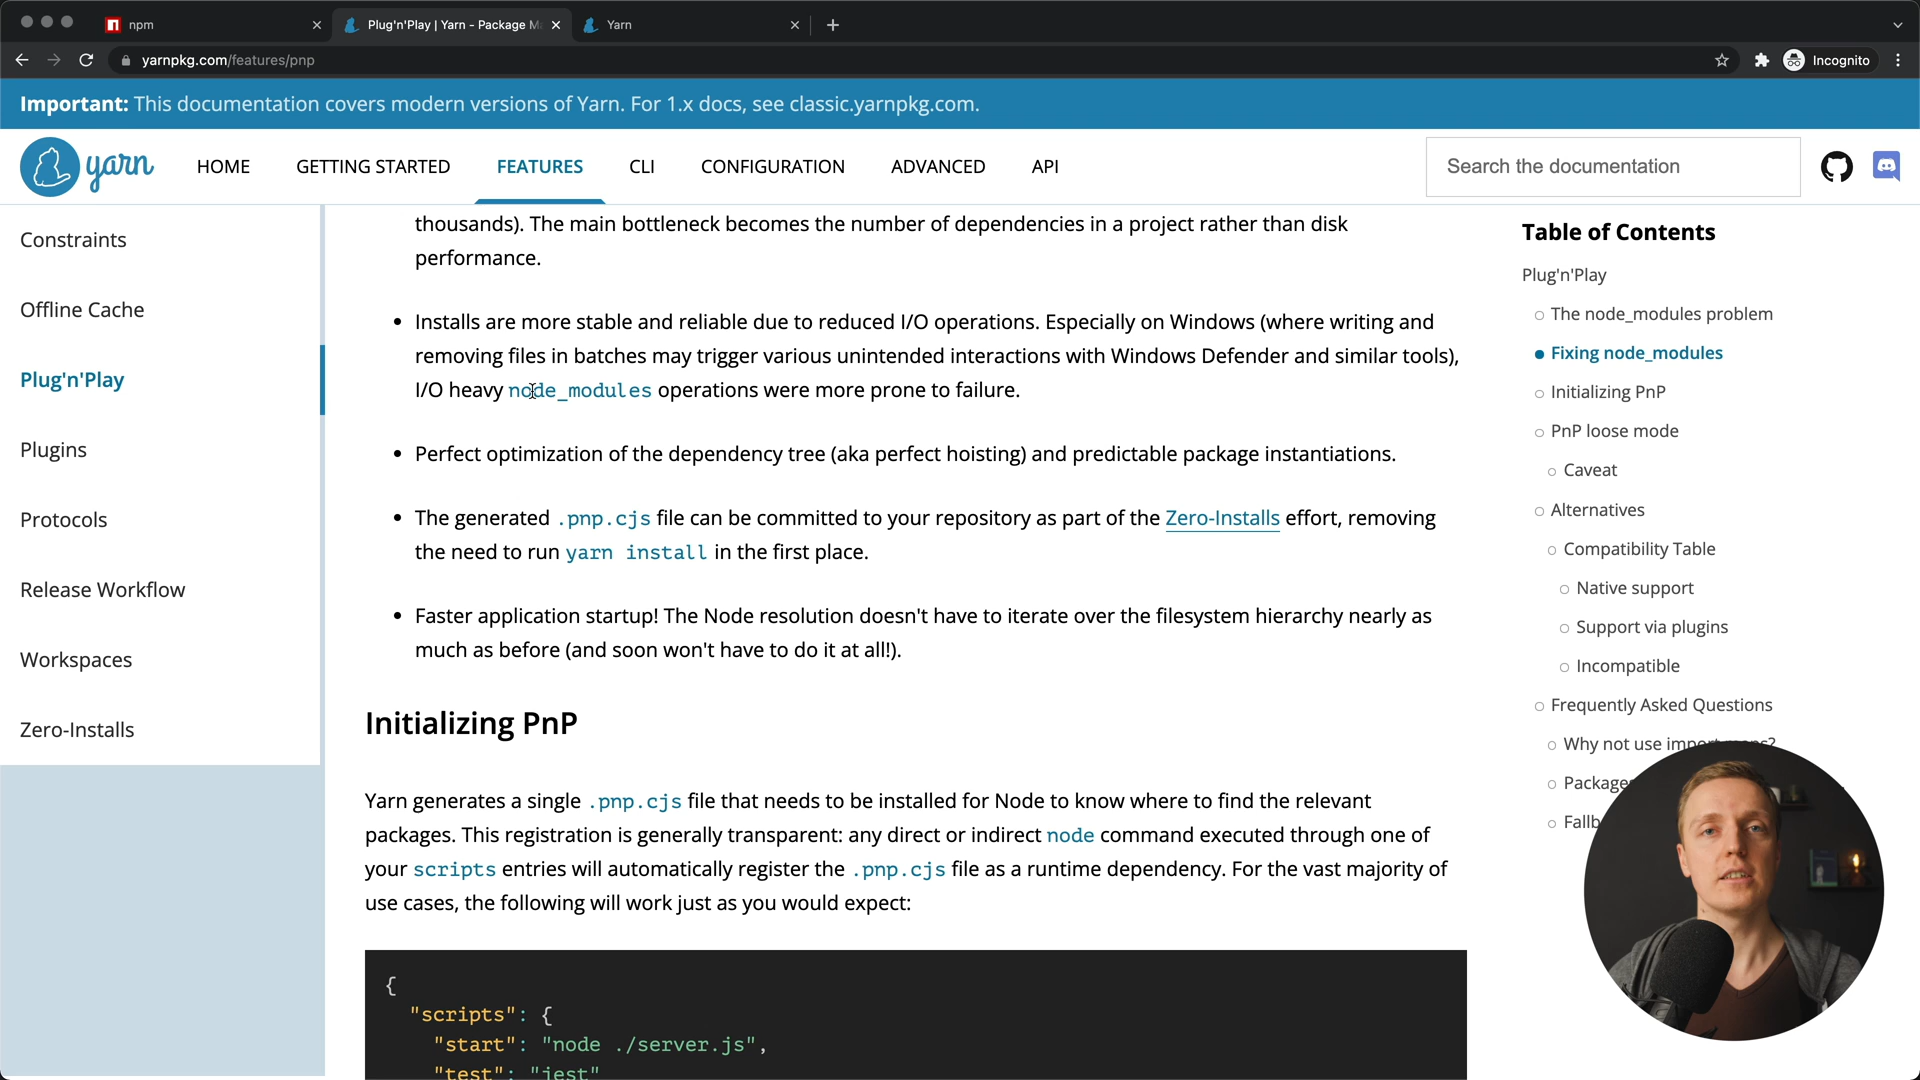 npm
Plug'n'Play | Yarn - Package M
Yarn
yarnpkg.com/features/pnp
Incognito
Important: This documentation covers modern versions of Yarn. For 1.x docs, see classic.yarnpkg.com.
yarn
HOME
GETTING STARTED
FEATURES
CLI
CONFIGURATION
ADVANCED
API
Search the documentation
Constraints
Offline Cache
Plug'n'Play
Plugins
Protocols
Release Workflow
Workspaces
Zero-Installs
thousands). The main bottleneck becomes the number of dependencies in a project rather than disk
performance.
Installs are more stable and reliable due to reduced I/O operations. Especially on Windows (where writing and
removing files in batches may trigger various unintended interactions with Windows Defender and similar tools),
I/O heavy node_modules operations were more prone to failure.
Perfect optimization of the dependency tree (aka perfect hoisting) and predictable package instantiations.
The generated .pnp.cjs file can be committed to your repository as part of the Zero-Installs effort, removing
the need to run yarn install in the first place.
Faster application startup! The Node resolution doesn't have to iterate over the filesystem hierarchy nearly as
much as before (and soon won't have to do it at all!).
Initializing PnP
Yarn generates a single .pnp.cjs file that needs to be installed for Node to know where to find the relevant
packages. This registration is generally transparent: any direct or indirect node command executed through one of
your scripts entries will automatically register the .pnp.cjs file as a runtime dependency. For the vast majority of
use cases, the following will work just as you would expect:
{
"scripts": {
"start": "node ./server.js",
"test": "jest"
Table of Contents
Plug'n'Play
The node_modules problem
Fixing node_modules
Initializing PnP
PnP loose mode
Caveat
Alternatives
Compatibility Table
Native support
Support via plugins
Incompatible
Frequently Asked Questions
Why not use import maps?
Package
Fallb